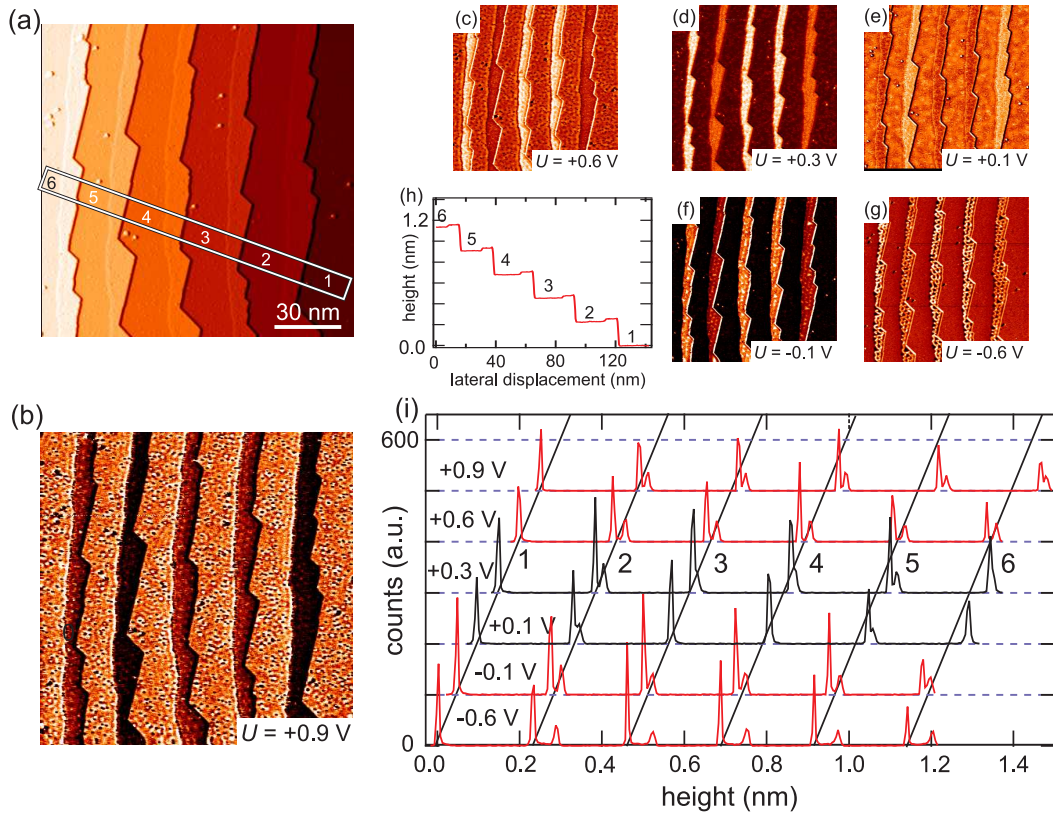 (a)
6
5
4
3
2
1
30 nm
(b)
U = +0.9 V
(c)
U = +0.6 V
(d)
U = +0.3 V
(e)
U = +0.1 V
(f)
U = -0.1 V
(g)
U = -0.6 V
(h)
height (nm)
1.2
0.0
6
5
4
3
2
1
0 40 80 120
lateral displacement (nm)
(i)
counts (a.u.)
600
0
+0.9 V
+0.6 V
+0.3 V
+0.1 V
-0.1 V
-0.6 V
1 2 3 4 5 6
0.0 0.2 0.4 0.6 0.8 1.0 1.2 1.4
height (nm)